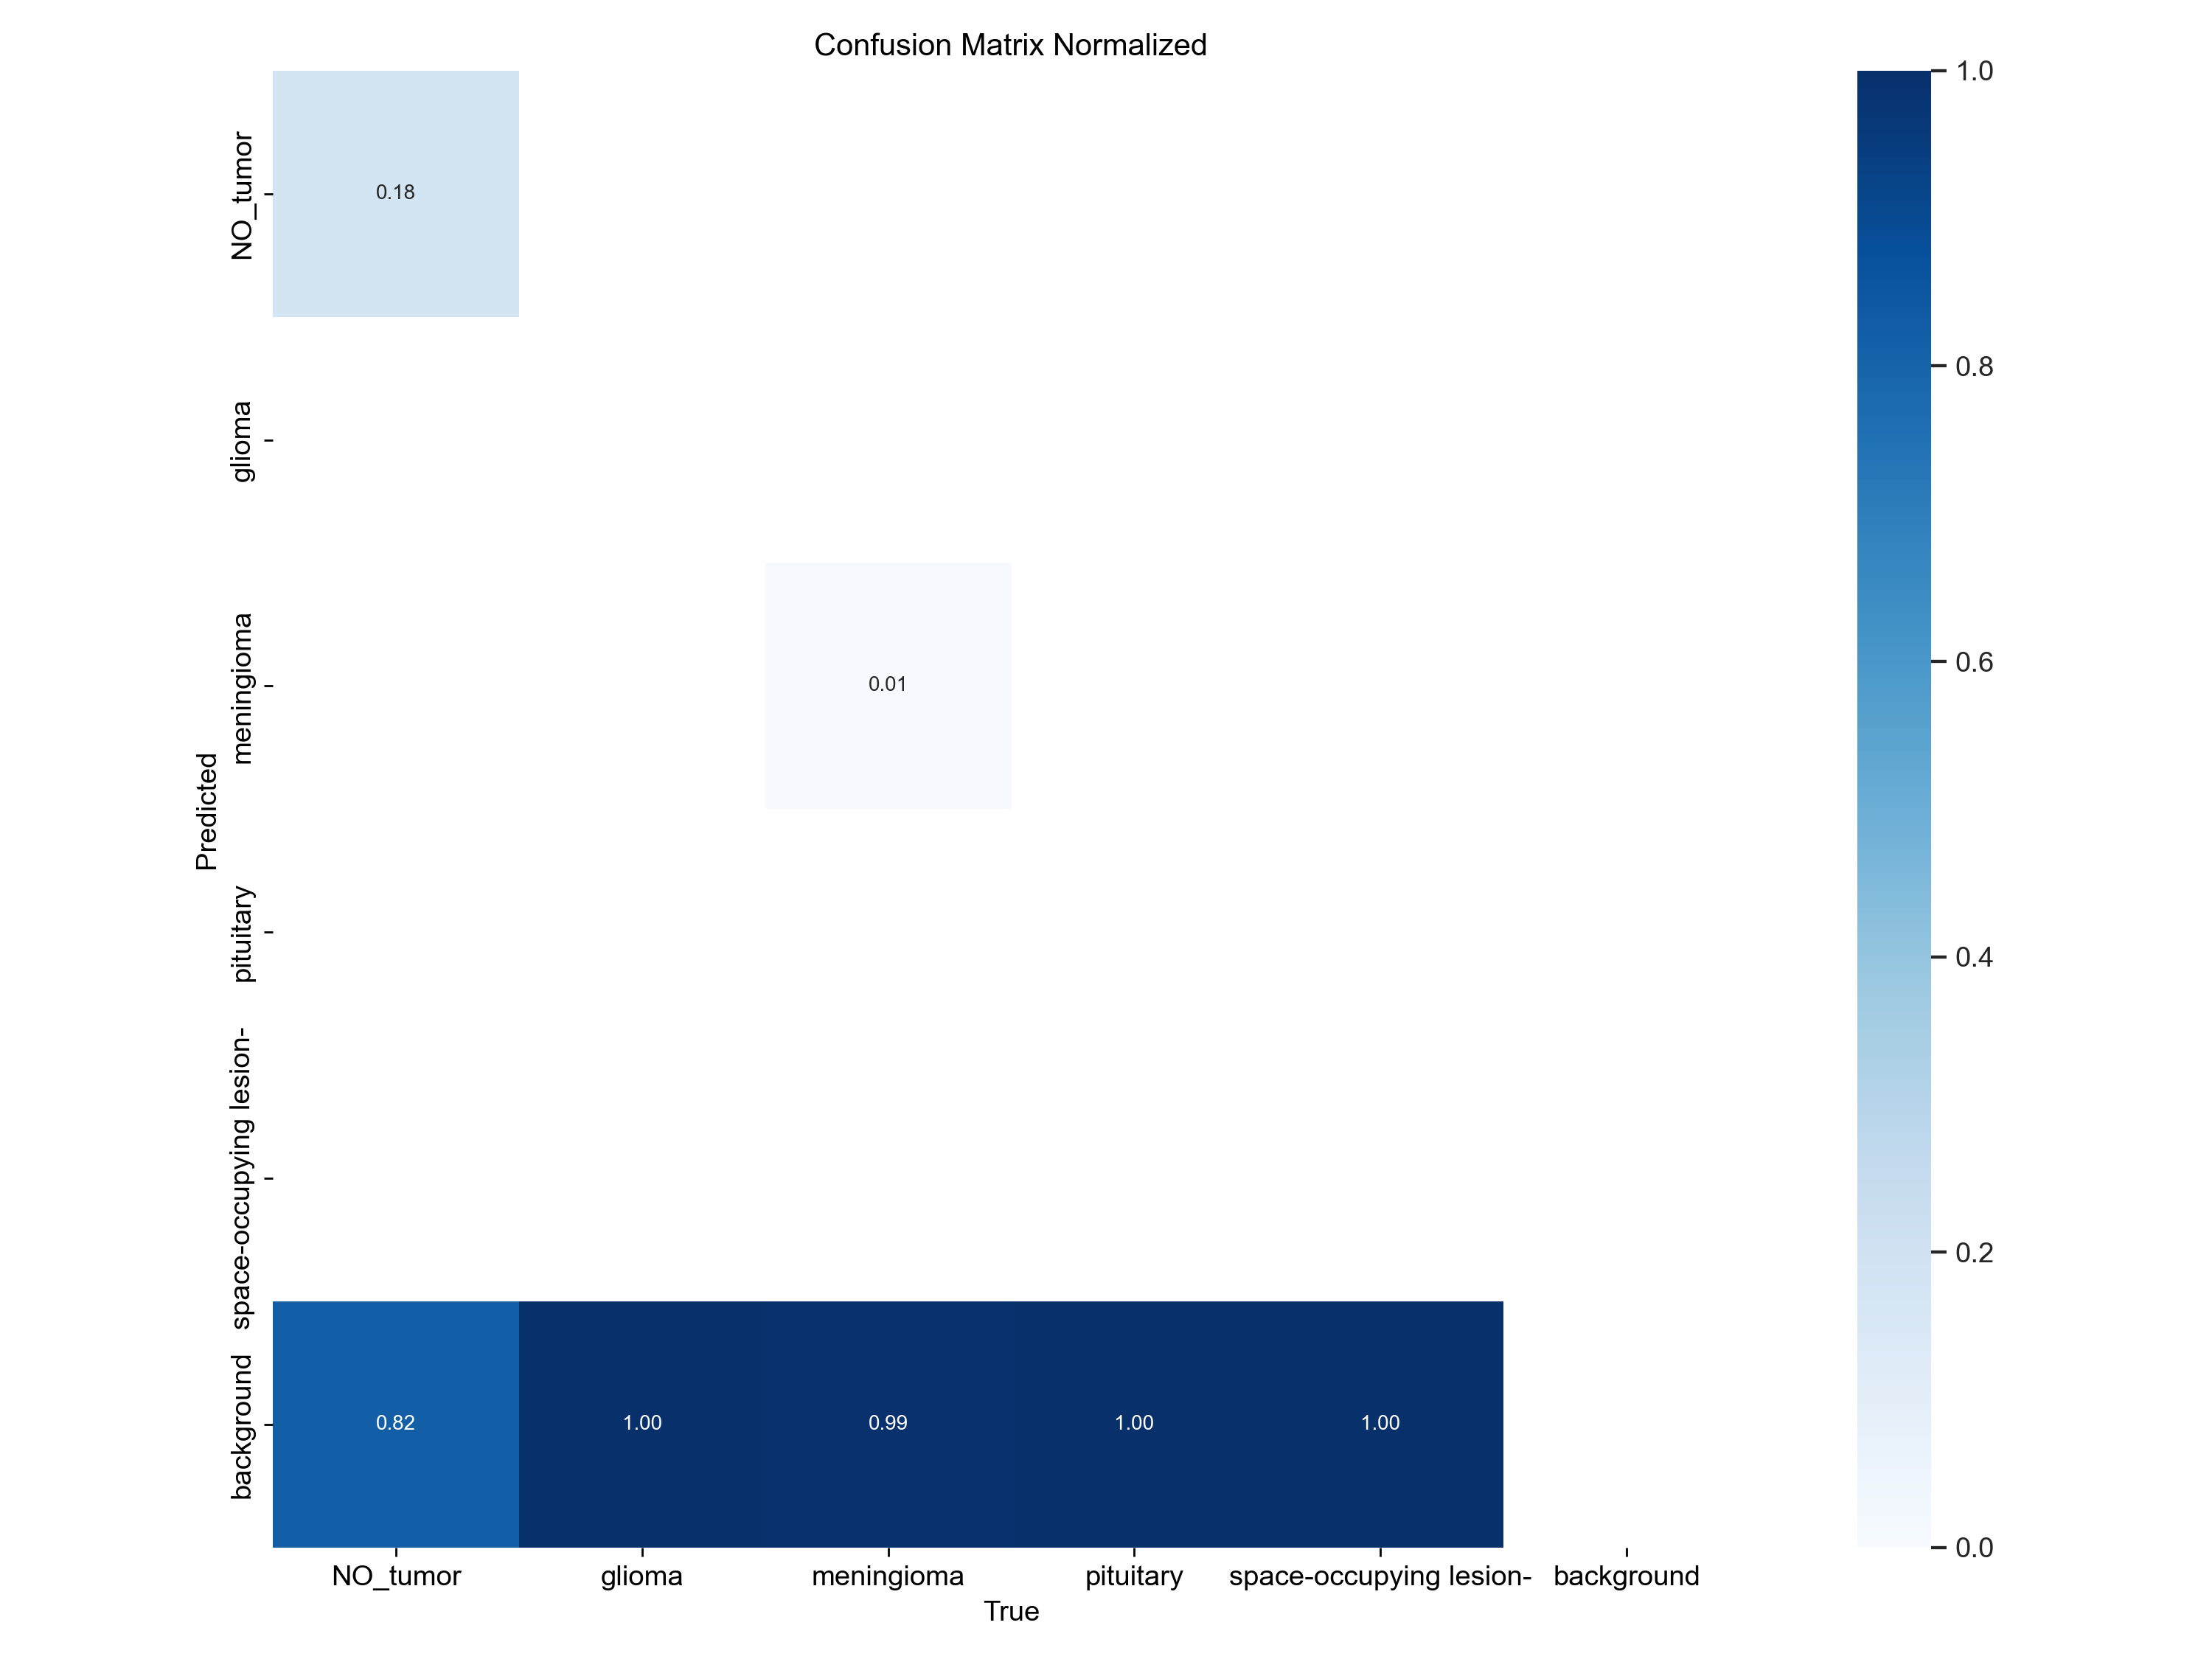 Confusion Matrix Normalized
NO_tumor
glioma
meningioma
pituitary
space-occupying lesion-
background
Predicted
0.18
0.01
0.82 1.00 0.99 1.00 1.00
NO_tumor glioma meningioma pituitary space-occupying lesion- background
True
1.0
0.8
0.6
0.4
0.2
0.0